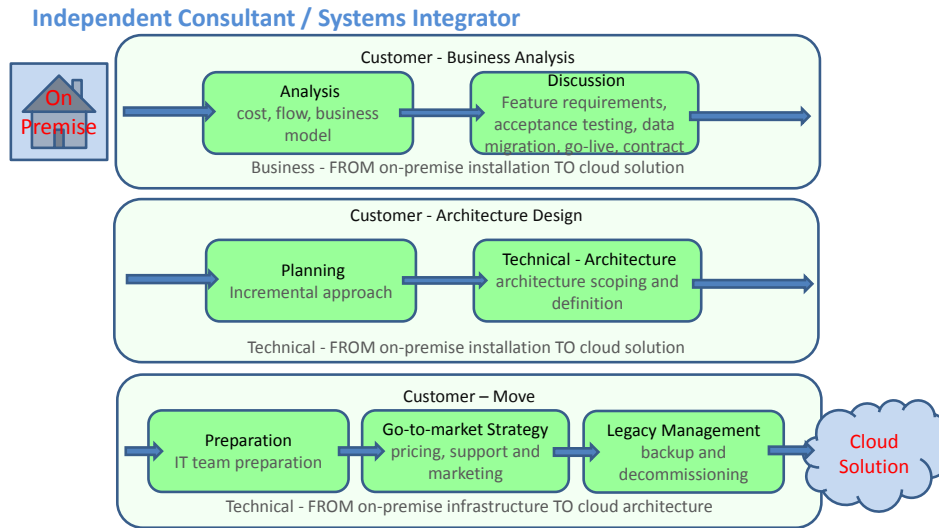 Independent Consultant / Systems Integrator
On
Premise
Customer - Business Analysis
Analysis
cost, flow, business
model
Discussion
Feature requirements,
acceptance testing, data
migration, go-live, contract
Business - FROM on-premise installation TO cloud solution
Customer - Architecture Design
Planning
Incremental approach
Technical - Architecture
architecture scoping and
definition
Technical - FROM on-premise installation TO cloud solution
Customer – Move
Preparation
IT team preparation
Go-to-market Strategy
pricing, support and
marketing
Legacy Management
backup and
decommissioning
Technical - FROM on-premise infrastructure TO cloud architecture
Cloud
Solution